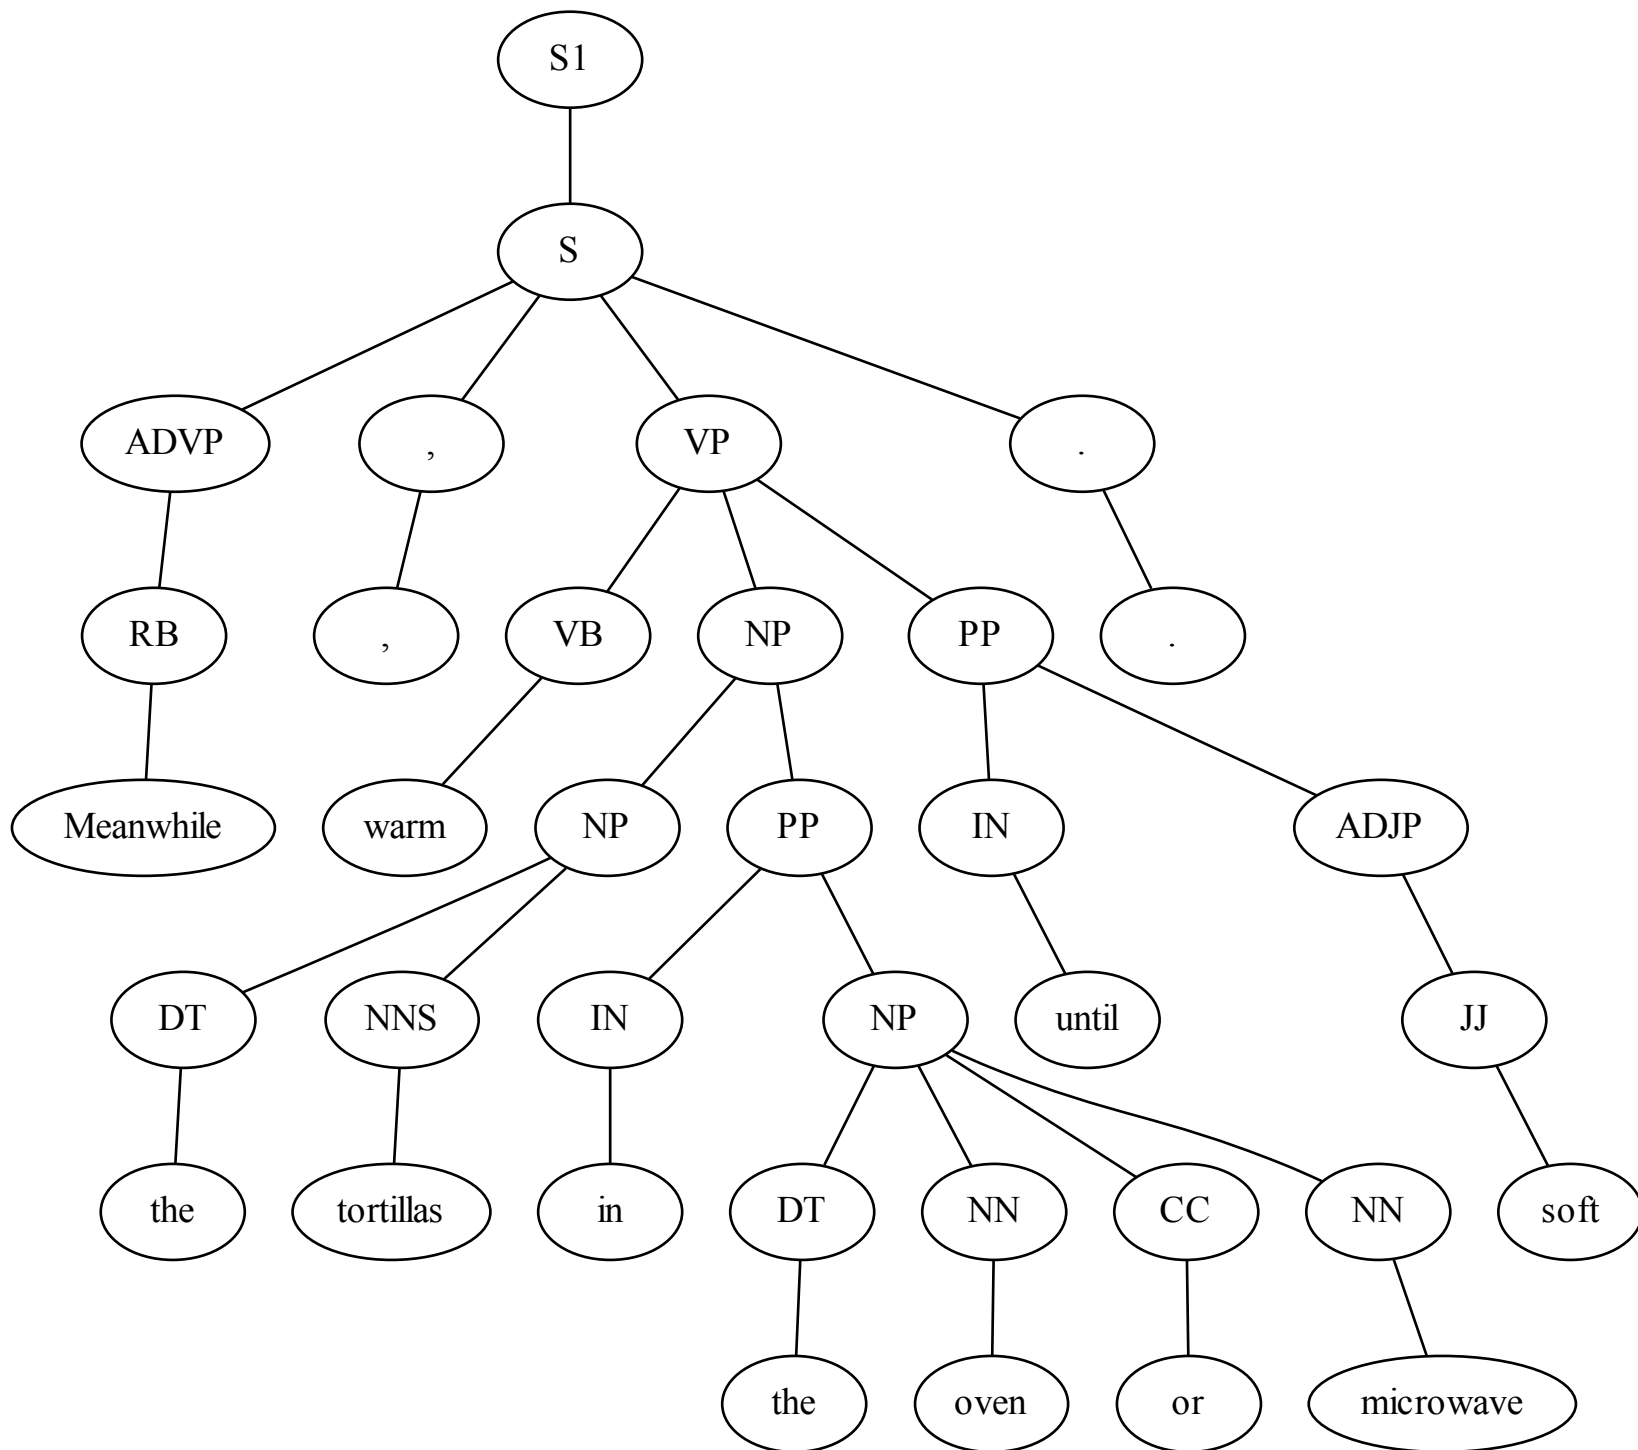 S1
S
ADVP , VP .
RB , VB NP PP .
Meanwhile warm NP PP IN ADJP
DT NNS IN NP until JJ
the tortillas in DT NN CC NN soft
the oven or microwave